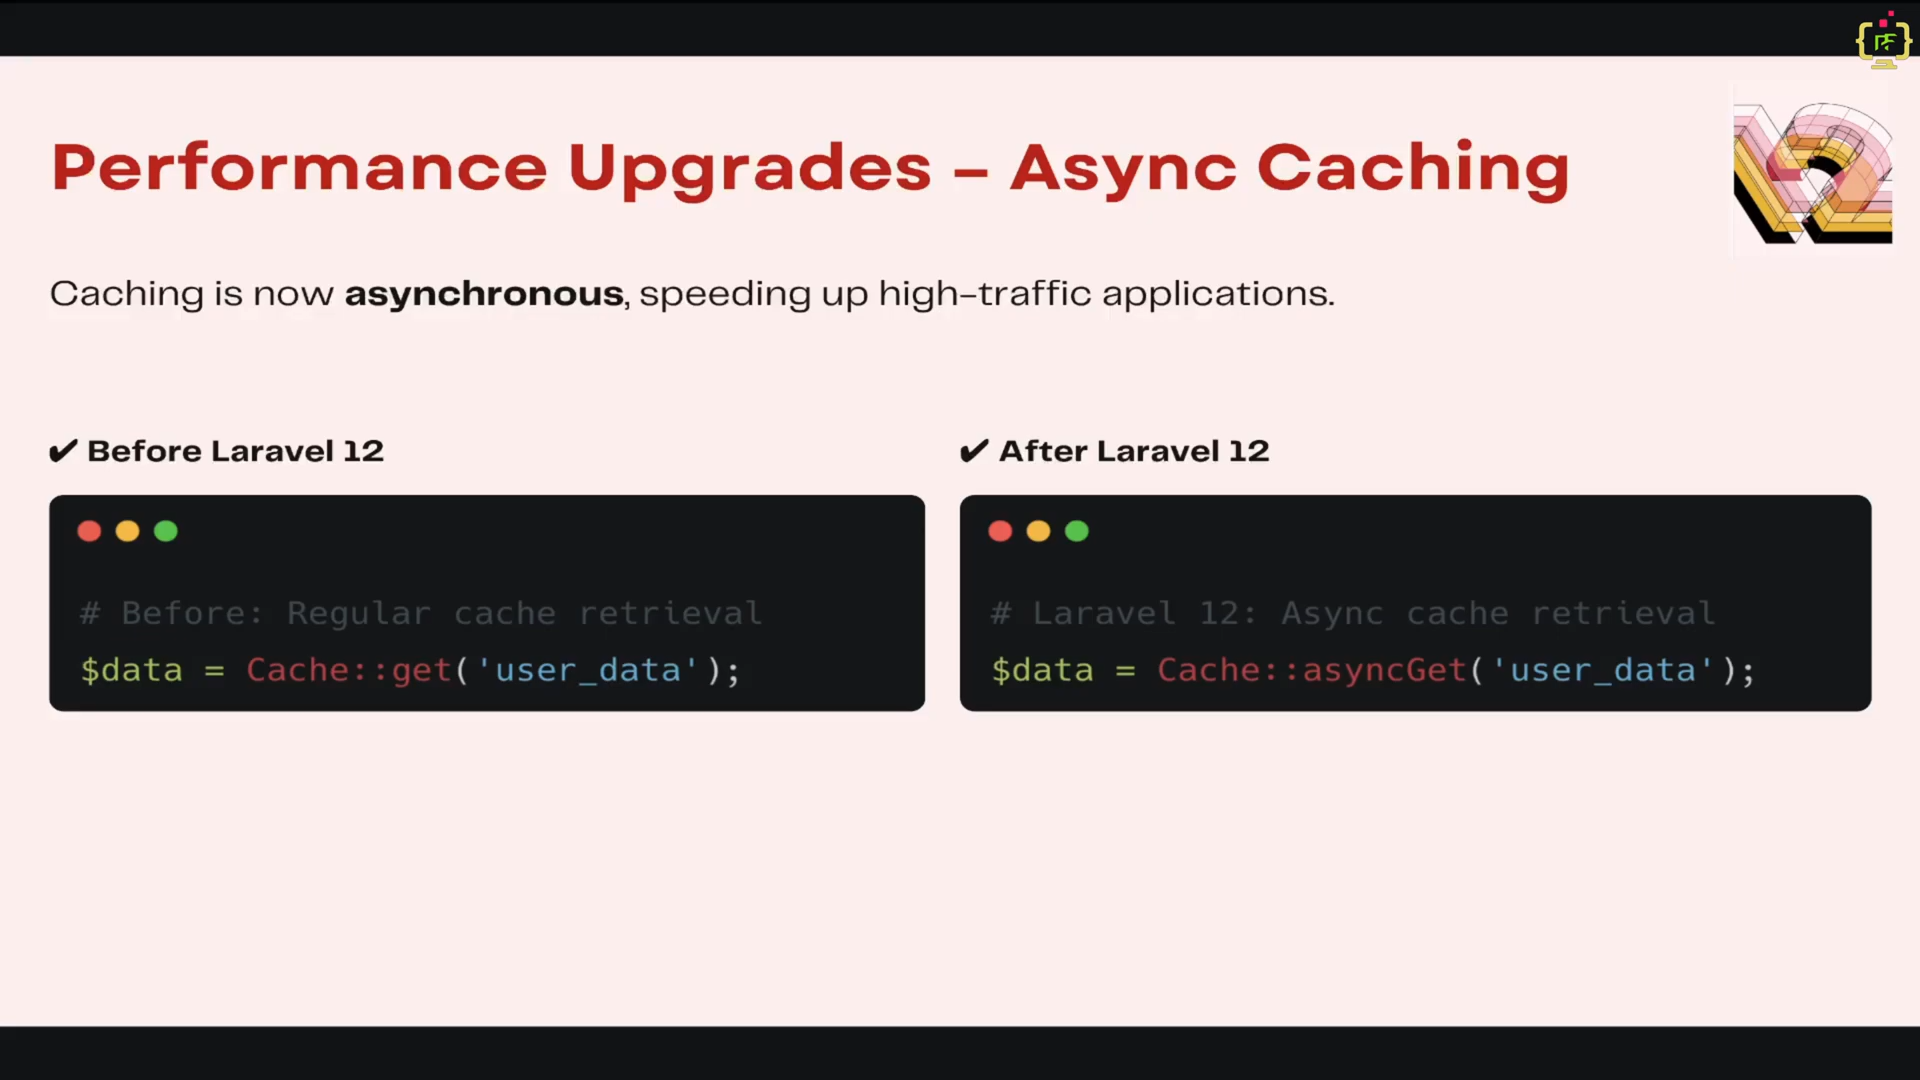 Performance Upgrades – Async Caching
Caching is now asynchronous, speeding up high-traffic applications.
✔ Before Laravel 12
# Before: Regular cache retrieval
$data = Cache::get('user_data');
✔ After Laravel 12
# Laravel 12: Async cache retrieval
$data = Cache::asyncGet('user_data');